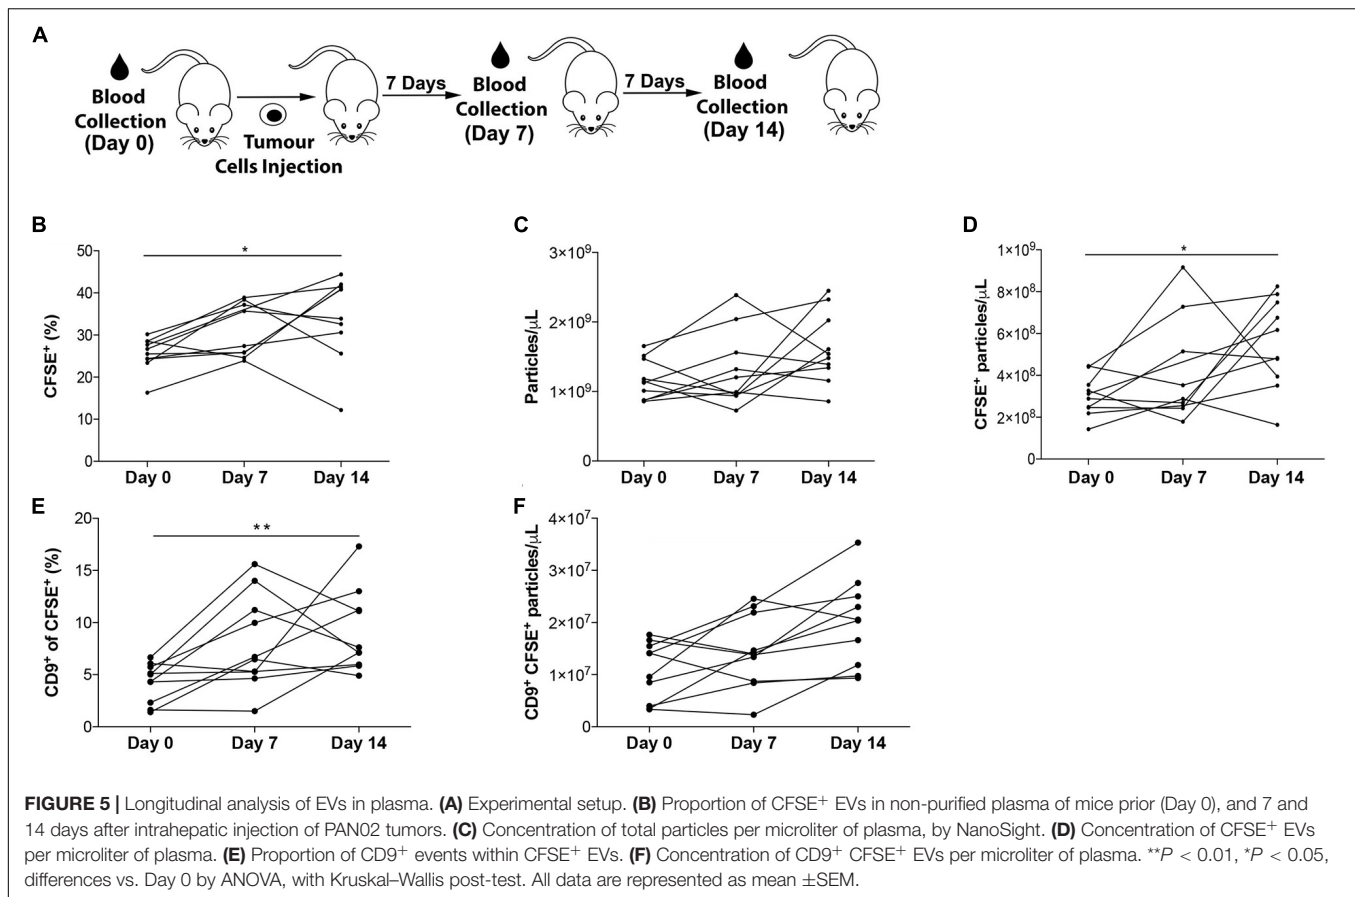 A
Blood
Collection
(Day 0)
Tumour
Cells Injection
7 Days
Blood
Collection
(Day 7)
7 Days
Blood
Collection
(Day 14)
B
CFSE⁺ (%)
50
40
30
20
10
0
*
Day 0 Day 7 Day 14
C
Particles/μL
3×10⁹
2×10⁹
1×10⁹
0
Day 0 Day 7 Day 14
D
CFSE⁺ particles/μL
1×10⁹
8×10⁸
6×10⁸
4×10⁸
2×10⁸
0
*
Day 0 Day 7 Day 14
E
CD9⁺ of CFSE⁺ (%)
20
15
10
5
0
**
Day 0 Day 7 Day 14
F
CD9⁺ CFSE⁺ particles/μL
4×10⁷
3×10⁷
2×10⁷
1×10⁷
0
Day 0 Day 7 Day 14
FIGURE 5 | Longitudinal analysis of EVs in plasma. (A) Experimental setup. (B) Proportion of CFSE⁺ EVs in non-purified plasma of mice prior (Day 0), and 7 and
14 days after intrahepatic injection of PAN02 tumors. (C) Concentration of total particles per microliter of plasma, by NanoSight. (D) Concentration of CFSE⁺ EVs
per microliter of plasma. (E) Proportion of CD9⁺ events within CFSE⁺ EVs. (F) Concentration of CD9⁺ CFSE⁺ EVs per microliter of plasma. **P < 0.01, *P < 0.05,
differences vs. Day 0 by ANOVA, with Kruskal–Wallis post-test. All data are represented as mean ±SEM.